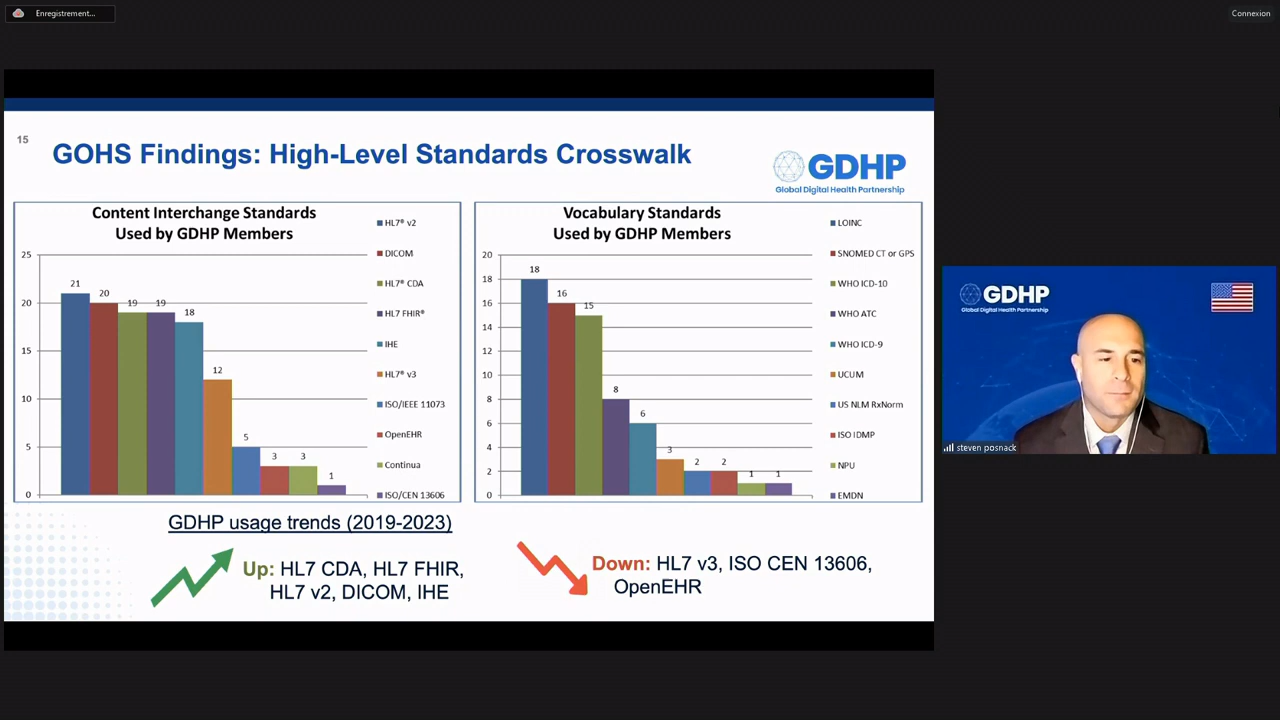 Enregistrement...
Connexion
15
GOHS Findings: High-Level Standards Crosswalk
GDHP
Global Digital Health Partnership
Content Interchange Standards
Used by GDHP Members
25
20
15
10
5
0
21
20
19
19
18
12
5
3
3
1
HL7® v2
DICOM
HL7® CDA
HL7 FHIR®
IHE
HL7® v3
ISO/IEEE 11073
OpenEHR
Continua
ISO/CEN 13606
Vocabulary Standards
Used by GDHP Members
20
18
16
14
12
10
8
6
4
2
0
18
16
15
8
6
3
2
2
1
1
LOINC
SNOMED CT or GPS
WHO ICD-10
WHO ATC
WHO ICD-9
UCUM
US NLM RxNorm
ISO IDMP
NPU
EMDN
GDHP usage trends (2019-2023)
Up: HL7 CDA, HL7 FHIR,
HL7 v2, DICOM, IHE
Down: HL7 v3, ISO CEN 13606,
OpenEHR
GDHP
Global Digital Health Partnership
steven posnack